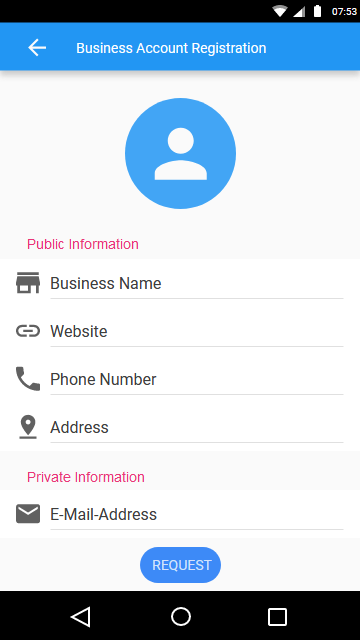 07:53
Business Account Registration
Public Information
Business Name
Website
Phone Number
Address
Private Information
E-Mail-Address
REQUEST